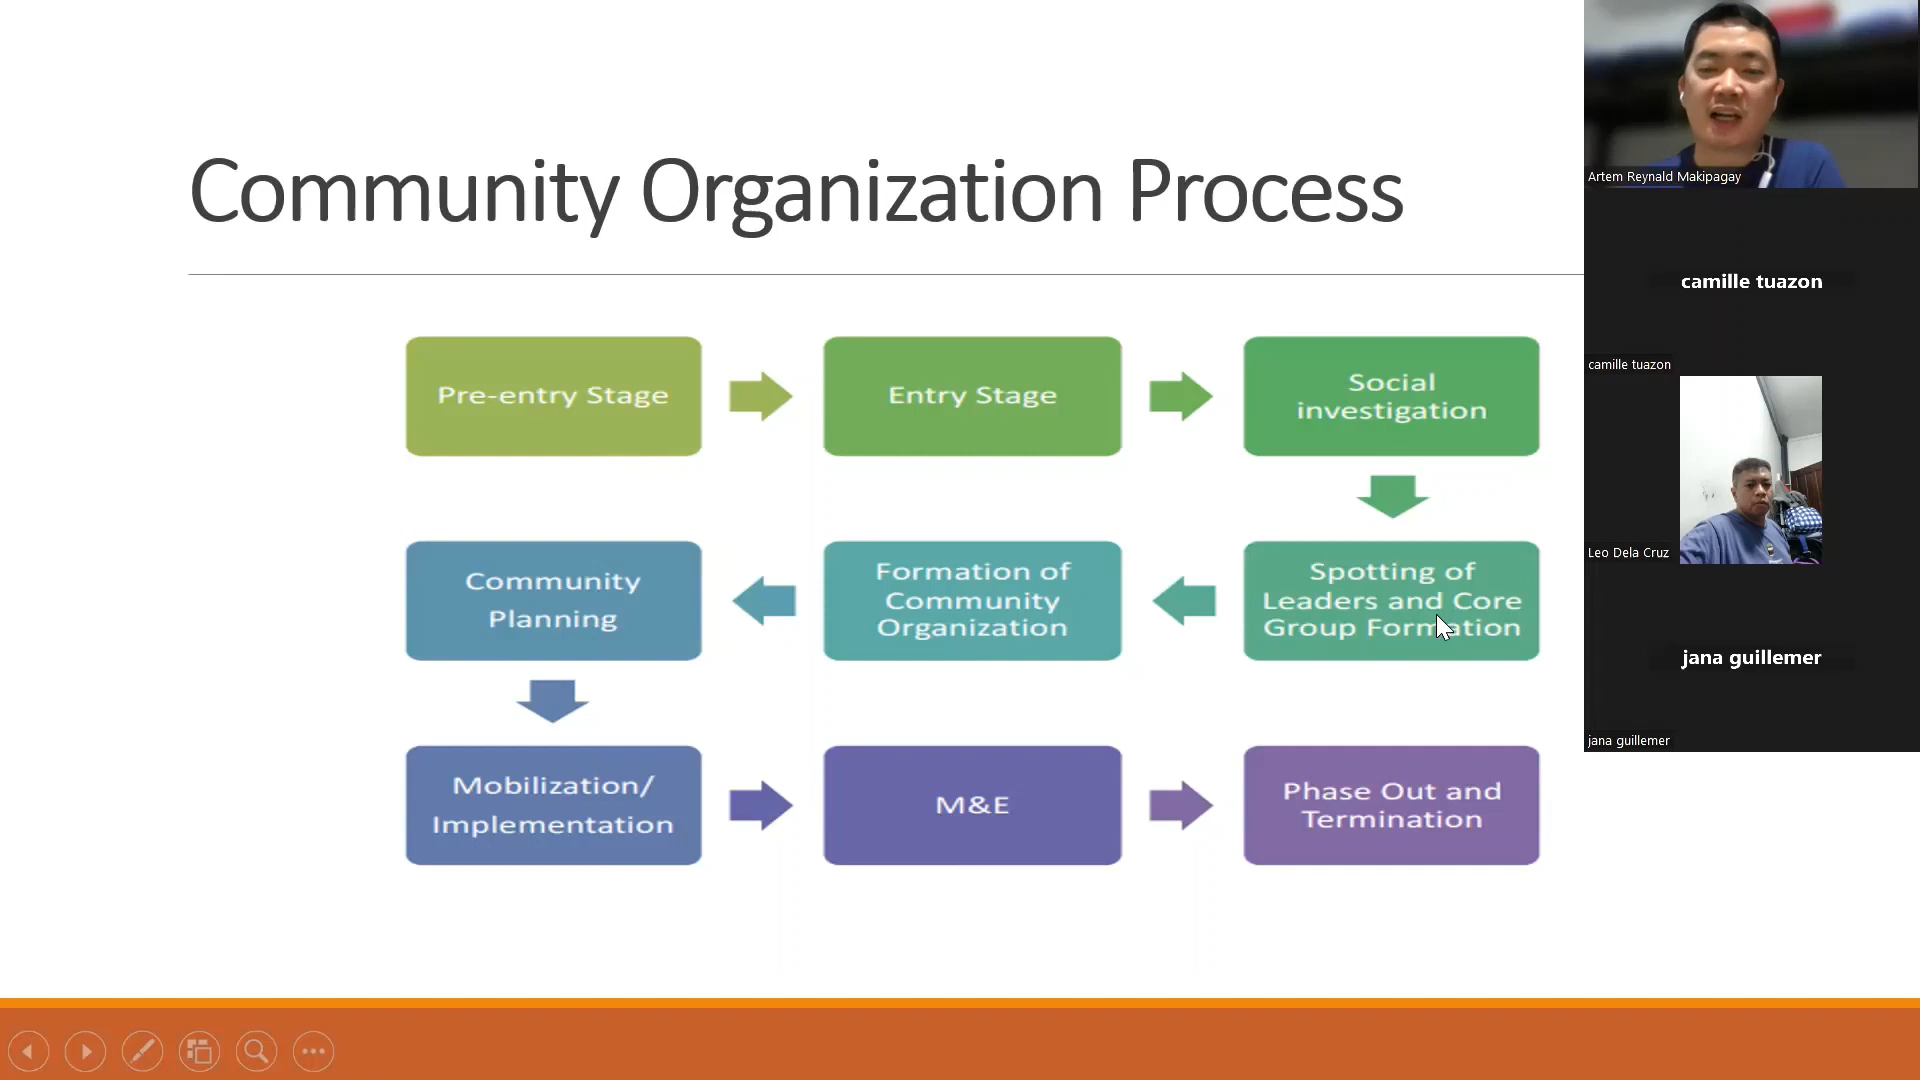 Community Organization Process
Pre-entry Stage
Entry Stage
Social
investigation
Spotting of
Leaders and Core
Group Formation
Formation of
Community
Organization
Community
Planning
Mobilization/
Implementation
M&E
Phase Out and
Termination
Artem Reynald Makipagay
camille tuazon
camille tuazon
Leo Dela Cruz
jana guillemer
jana guillemer